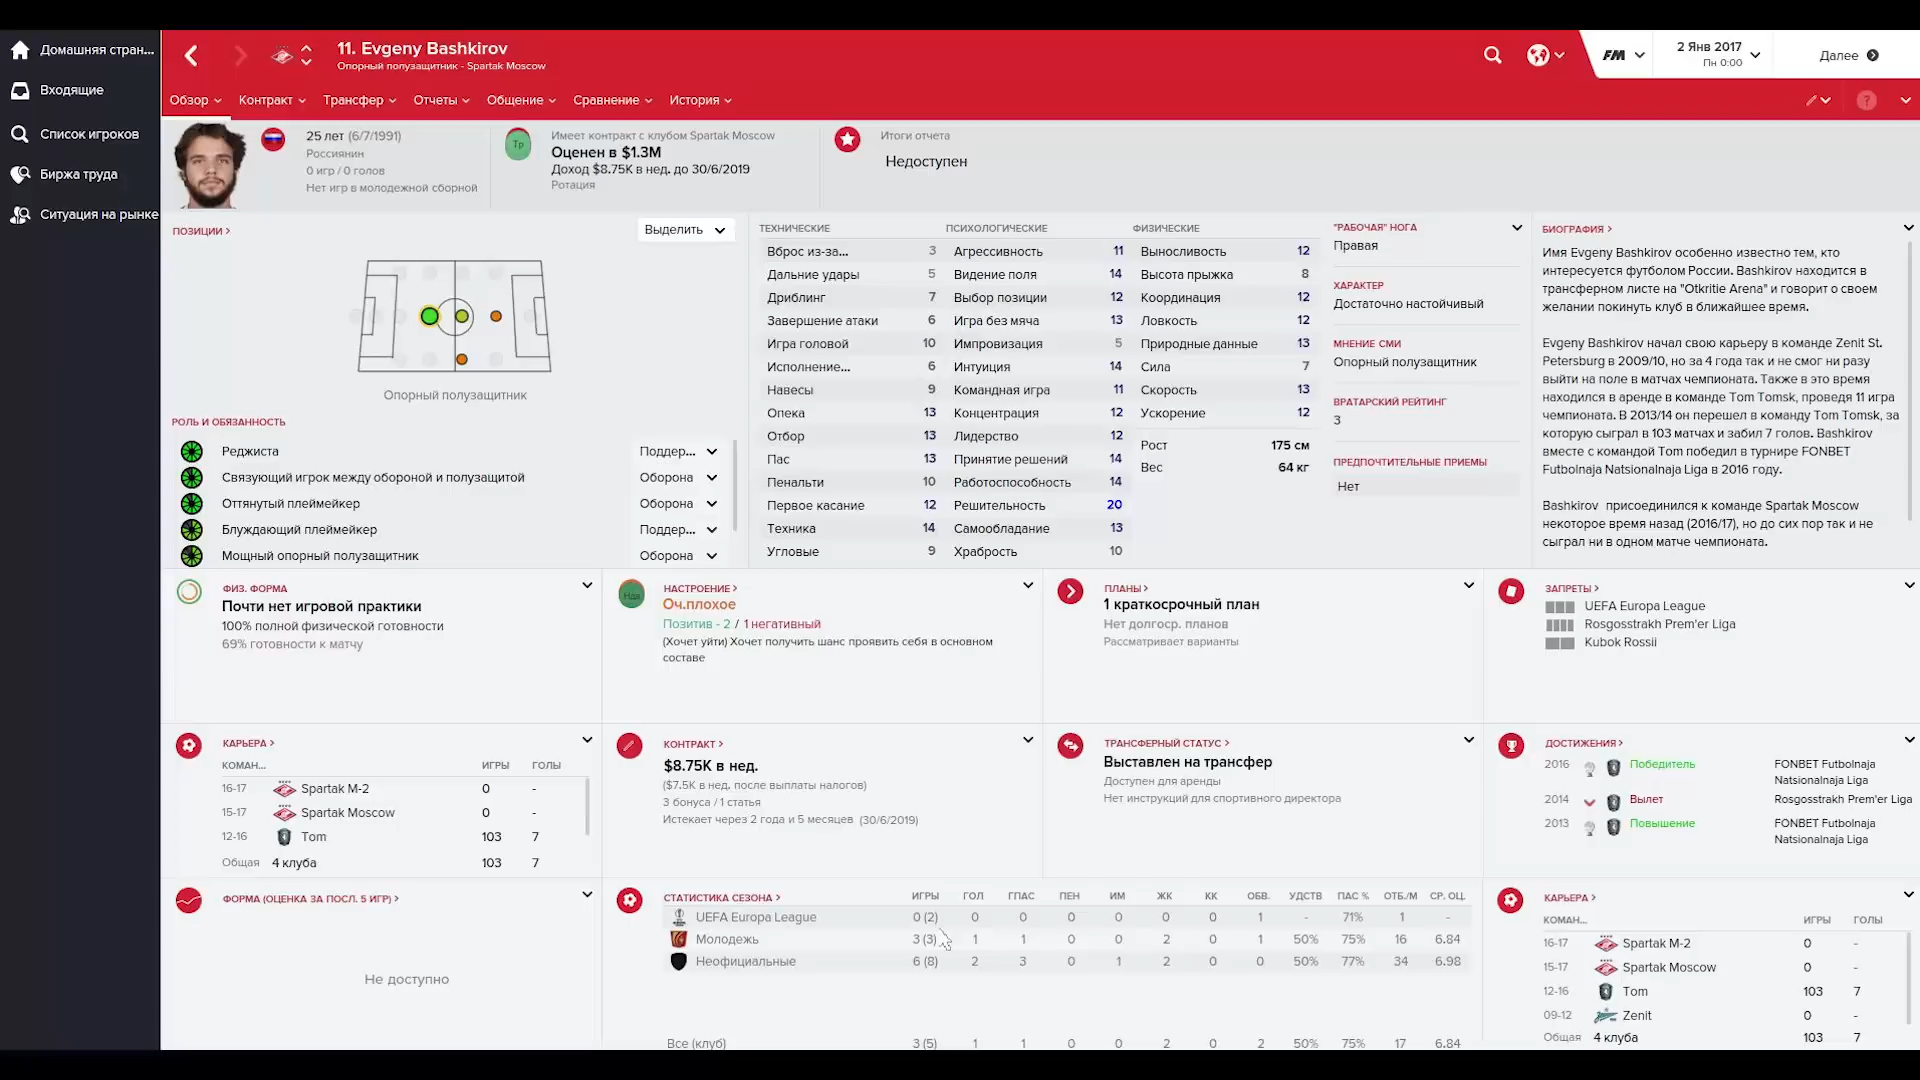 Домашняя стран...
Входящие
Список игроков
Биржа труда
Ситуация на рынке
11. Evgeny Bashkirov
Опорный полузащитник - Spartak Moscow
FM
2 Янв 2017
Пн 0:00
Далее
Обзор
Контракт
Трансфер
Отчеты
Общение
Сравнение
История
?
25 лет (6/7/1991)
Россиянин
0 игр / 0 голов
Нет игр в молодежной сборной
Тр
Имеет контракт с клубом Spartak Moscow
Оценен в $1.3M
Доход $8.75K в нед. до 30/6/2019
Ротация
Итоги отчета
Недоступен
ПОЗИЦИИ >
Выделить
Опорный полузащитник
РОЛЬ И ОБЯЗАННОСТЬ
Реджиста Поддер...
Связующий игрок между обороной и полузащитой Оборона
Оттянутый плеймейкер Оборона
Блуждающий плеймейкер Поддер...
Мощный опорный полузащитник Оборона
ТЕХНИЧЕСКИЕ
Вброс из-за... 3
Дальние удары 5
Дриблинг 7
Завершение атаки 6
Игра головой 10
Исполнение... 6
Навесы 9
Опека 13
Отбор 13
Пас 13
Пенальти 10
Первое касание 12
Техника 14
Угловые 9
ПСИХОЛОГИЧЕСКИЕ
Агрессивность 11
Видение поля 14
Выбор позиции 12
Игра без мяча 13
Импровизация 5
Интуиция 14
Командная игра 11
Концентрация 12
Лидерство 12
Принятие решений 14
Работоспособность 14
Решительность 20
Самообладание 13
Храбрость 10
ФИЗИЧЕСКИЕ
Выносливость 12
Высота прыжка 8
Координация 12
Ловкость 12
Природные данные 13
Сила 7
Скорость 13
Ускорение 12
Рост 175 см
Вес 64 кг
"РАБОЧАЯ" НОГА
Правая
ХАРАКТЕР
Достаточно настойчивый
МНЕНИЕ СМИ
Опорный полузащитник
ВРАТАРСКИЙ РЕЙТИНГ
3
ПРЕДПОЧТИТЕЛЬНЫЕ ПРИЕМЫ
Нет
БИОГРАФИЯ >
Имя Evgeny Bashkirov особенно известно тем, кто
интересуется футболом России. Bashkirov находится в
трансферном листе на "Otkritie Arena" и говорит о своем
желании покинуть клуб в ближайшее время.
Evgeny Bashkirov начал свою карьеру в команде Zenit St.
Petersburg в 2009/10, но за 4 года так и не смог ни разу
выйти на поле в матчах чемпионата. Также в это время
находился в аренде в команде Tom Tomsk, проведя 11 игра
чемпионата. В 2013/14 он перешел в команду Tom Tomsk, за
которую сыграл в 103 матчах и забил 7 голов. Bashkirov
вместе с командой Tom победил в турнире FONBET
Futbolnaja Natsionalnaja Liga в 2016 году.
Bashkirov присоединился к команде Spartak Moscow
некоторое время назад (2016/17), но до сих пор так и не
сыграл ни в одном матче чемпионата.
ФИЗ. ФОРМА
Почти нет игровой практики
100% полной физической готовности
69% готовности к матчу
Ндв
НАСТРОЕНИЕ >
Оч.плохое
Позитив - 2 / 1 негативный
(Хочет уйти) Хочет получить шанс проявить себя в основном
составе
ПЛАНЫ >
1 краткосрочный план
Нет долгоср. планов
Рассматривает варианты
ЗАПРЕТЫ >
UEFA Europa League
Rosgosstrakh Prem'er Liga
Kubok Rossii
КАРЬЕРА >
КОМАН... ИГРЫ ГОЛЫ
16-17 Spartak M-2 0 -
15-17 Spartak Moscow 0 -
12-16 Tom 103 7
Общая 4 клуба 103 7
КОНТРАКТ >
$8.75K в нед.
($7.5K в нед. после выплаты налогов)
3 бонуса / 1 статья
Истекает через 2 года и 5 месяцев (30/6/2019)
ТРАНСФЕРНЫЙ СТАТУС >
Выставлен на трансфер
Доступен для аренды
Нет инструкций для спортивного директора
ДОСТИЖЕНИЯ >
2016 Победитель FONBET Futbolnaja
Natsionalnaja Liga
2014 Вылет Rosgosstrakh Prem'er Liga
2013 Повышение FONBET Futbolnaja
Natsionalnaja Liga
ФОРМА (ОЦЕНКА ЗА ПОСЛ. 5 ИГР) >
Не доступно
СТАТИСТИКА СЕЗОНА > ИГРЫ ГОЛ ГПАС ПЕН ИМ ЖК КК ОБВ. УДСТВ ПАС % ОТБ./М СР. ОЦ.
UEFA Europa League 0 (2) 0 0 0 0 0 0 1 - 71% 1 -
Молодежь 3 (3) 1 1 0 0 2 0 1 50% 75% 16 6.84
Неофициальные 6 (8) 2 3 0 1 2 0 0 50% 77% 34 6.98
Все (клуб) 3 (5) 1 1 0 0 2 0 2 50% 75% 17 6.84
КАРЬЕРА >
КОМАН... ИГРЫ ГОЛЫ
16-17 Spartak M-2 0 -
15-17 Spartak Moscow 0 -
12-16 Tom 103 7
09-12 Zenit 0 -
Общая 4 клуба 103 7